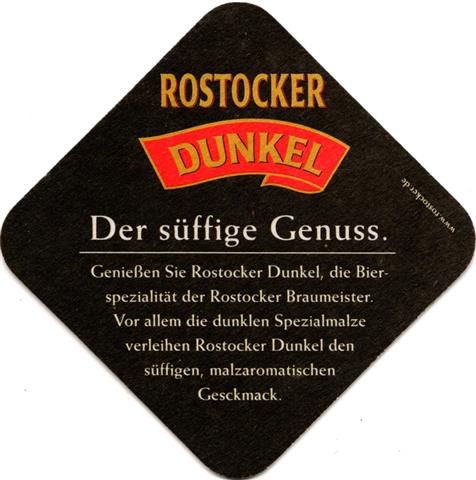 ROSTOCKER
DUNKEL
www.rostocker.de
Der süffige Genuss.
Genießen Sie Rostocker Dunkel, die Bier-
spezialität der Rostocker Braumeister.
Vor allem die dunklen Spezialmalze
verleihen Rostocker Dunkel den
süffigen, malzaromatischen
Gesckmack.